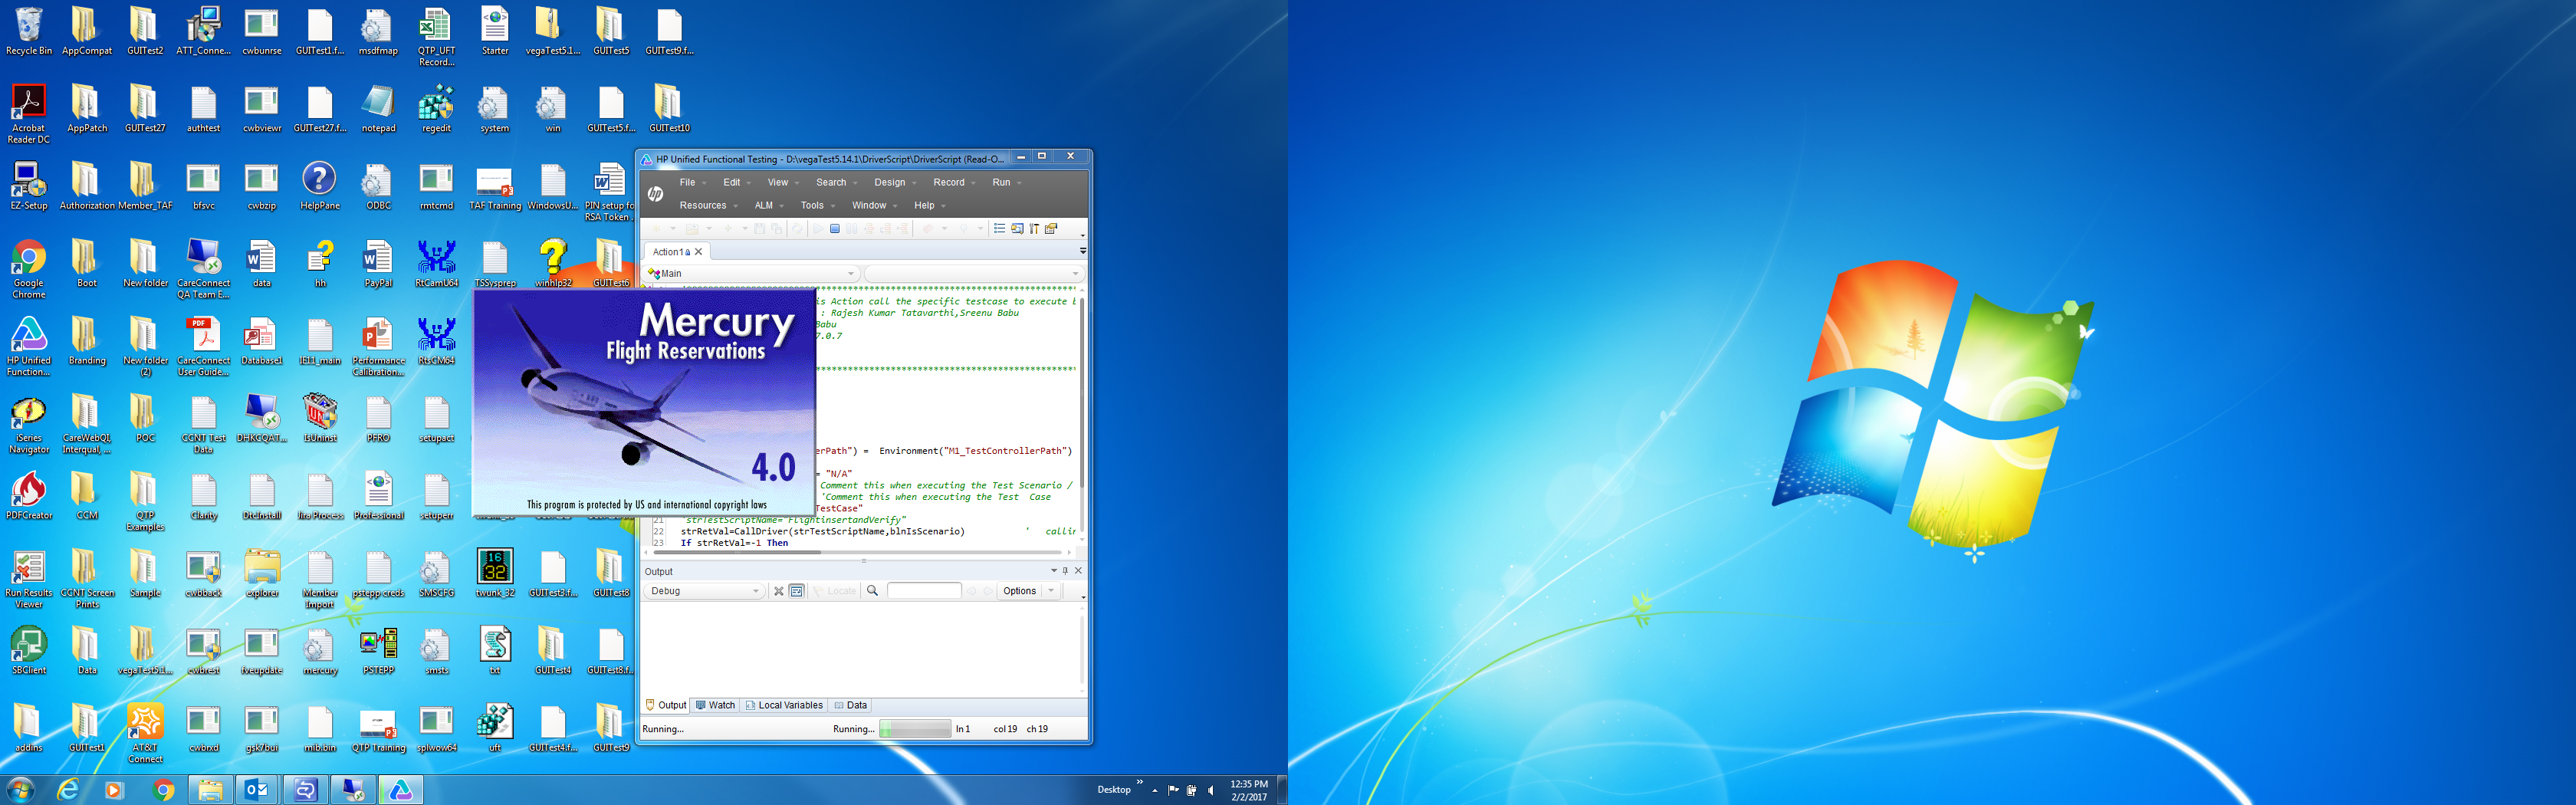 Recycle Bin
AppCompat
GUITest2
ATT_Conne...
cwbunrse
GUITest1.f...
msdfmap
QTP_UFT
Record...
Starter
vegaTest5.1...
GUITest5
GUITest9.f...
Acrobat
Reader DC
AppPatch
GUITest27
authtest
cwbviewr
GUITest27.f...
notepad
regedit
system
win
GUITest5.f...
GUITest10
EZ-Setup
Authorization
Member_TAF
bfsvc
cwbzip
HelpPane
ODBC
rmtcmd
TAF Training
WindowsU...
PIN setup fo
RSA Token ...
Google
Chrome
Boot
New folder
CareConnect
QA Team E...
data
hh
PayPal
RtCamU64
TSSysprep
winhlp32
GUITest6
HP Unified
Function...
Branding
New folder
(2)
CareConnect
User Guide...
Database1
IE11_main
Performance
Calibration...
RtsCM64
iSeries
Navigator
CareWebQI,
Interqual, ...
POC
CCNT Test
Data
DHKCQAT...
IsUninst
PFRO
setupact
PDFCreator
CCM
QTP
Examples
Clarity
DtcInstall
Jira Process
Professional
setuperr
Run Results
Viewer
CCNT Screen
Prints
Sample
cwbback
explorer
Member
Import
pstepp creds
SMSCFG
twunk_32
GUITest3.f...
GUITest8
SBClient
Data
vegaTest5.1...
cwbrest
fveupdate
mercury
PSTEPP
smsts
txt
GUITest4
GUITest8.f...
addins
GUITest1
AT&T
Connect
cwbrxd
gsk7bui
mib.bin
QTP Training
splwow64
uft
GUITest4.f...
GUITest9
HP Unified Functional Testing - D:\vegaTest5.14.1\DriverScript\DriverScript (Read-O...
hp
File Edit View Search Design Record Run
Resources ALM Tools Window Help
Action1
Main
is Action call the specific testcase to execute b
: Rajesh Kumar Tatavarthi,Sreenu Babu
Babu
7.0.7
erPath") = Environment("M1_TestControllerPath")
= "N/A"
Comment this when executing the Test Scenario /
'Comment this when executing the Test Case
TestCase"
21 'strTestScriptName="FlightinsertandVerify"
22 strRetVal=CallDriver(strTestScriptName,blnIsScenario) ' callin
23 If strRetVal=-1 Then
Mercury
Flight Reservations
4.0
This program is protected by US and international copyright laws
Output
Debug
Locate
Options
Output Watch Local Variables Data
Running...
Running...
ln 1 col 19 ch 19
Desktop
12:35 PM
2/2/2017